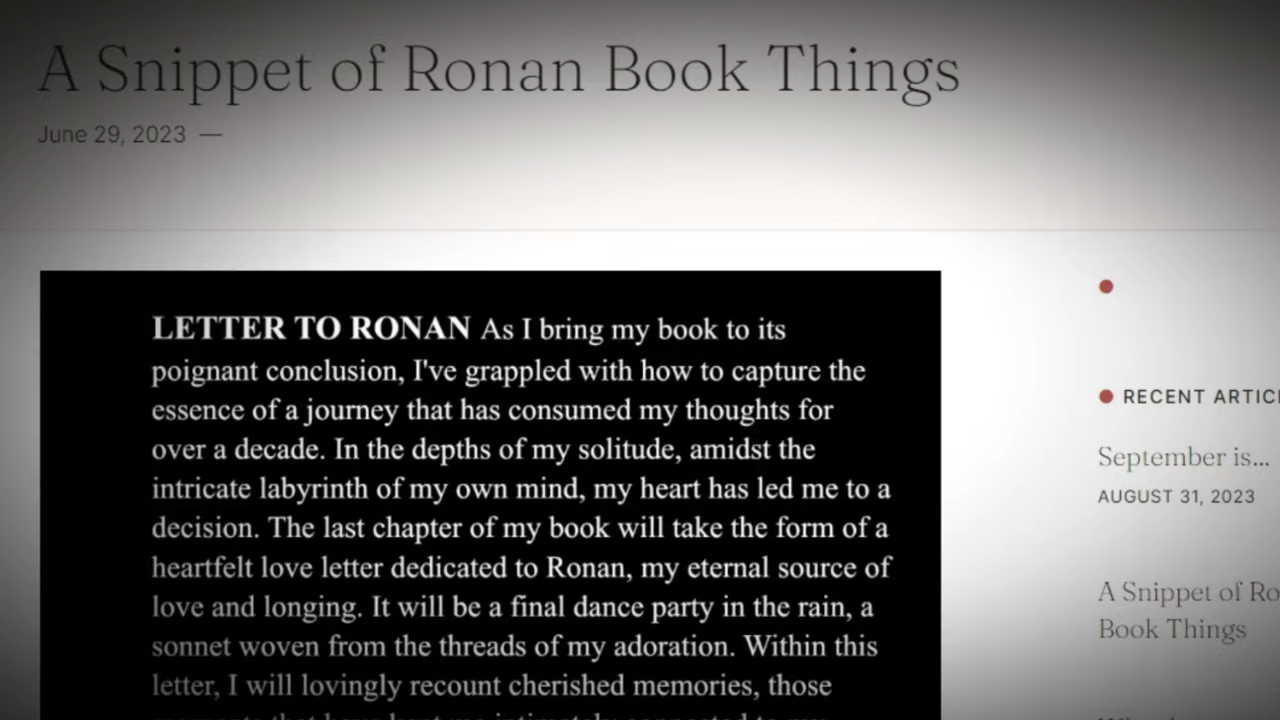 A Snippet of Ronan Book Things
June 29, 2023 —
LETTER TO RONAN As I bring my book to its
poignant conclusion, I've grappled with how to capture the
essence of a journey that has consumed my thoughts for
over a decade. In the depths of my solitude, amidst the
intricate labyrinth of my own mind, my heart has led me to a
decision. The last chapter of my book will take the form of a
heartfelt love letter dedicated to Ronan, my eternal source of
love and longing. It will be a final dance party in the rain, a
sonnet woven from the threads of my adoration. Within this
letter, I will lovingly recount cherished memories, those
RECENT ARTIC
September is...
AUGUST 31, 2023
A Snippet of Ro
Book Things